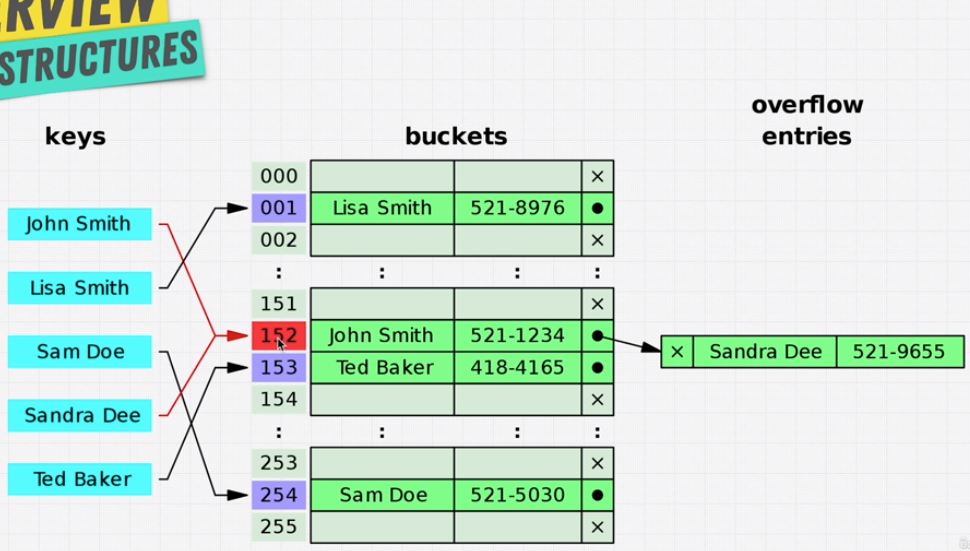 ERVIEW
STRUCTURES
overflow
entries
keys
buckets
000 ×
John Smith
001 Lisa Smith 521-8976 ●
002 ×
Lisa Smith
: : : :
151 ×
152 John Smith 521-1234 ●
Sam Doe
× Sandra Dee 521-9655
153 Ted Baker 418-4165 ●
154 ×
Sandra Dee
: : : :
253 ×
Ted Baker
254 Sam Doe 521-5030 ●
255 ×